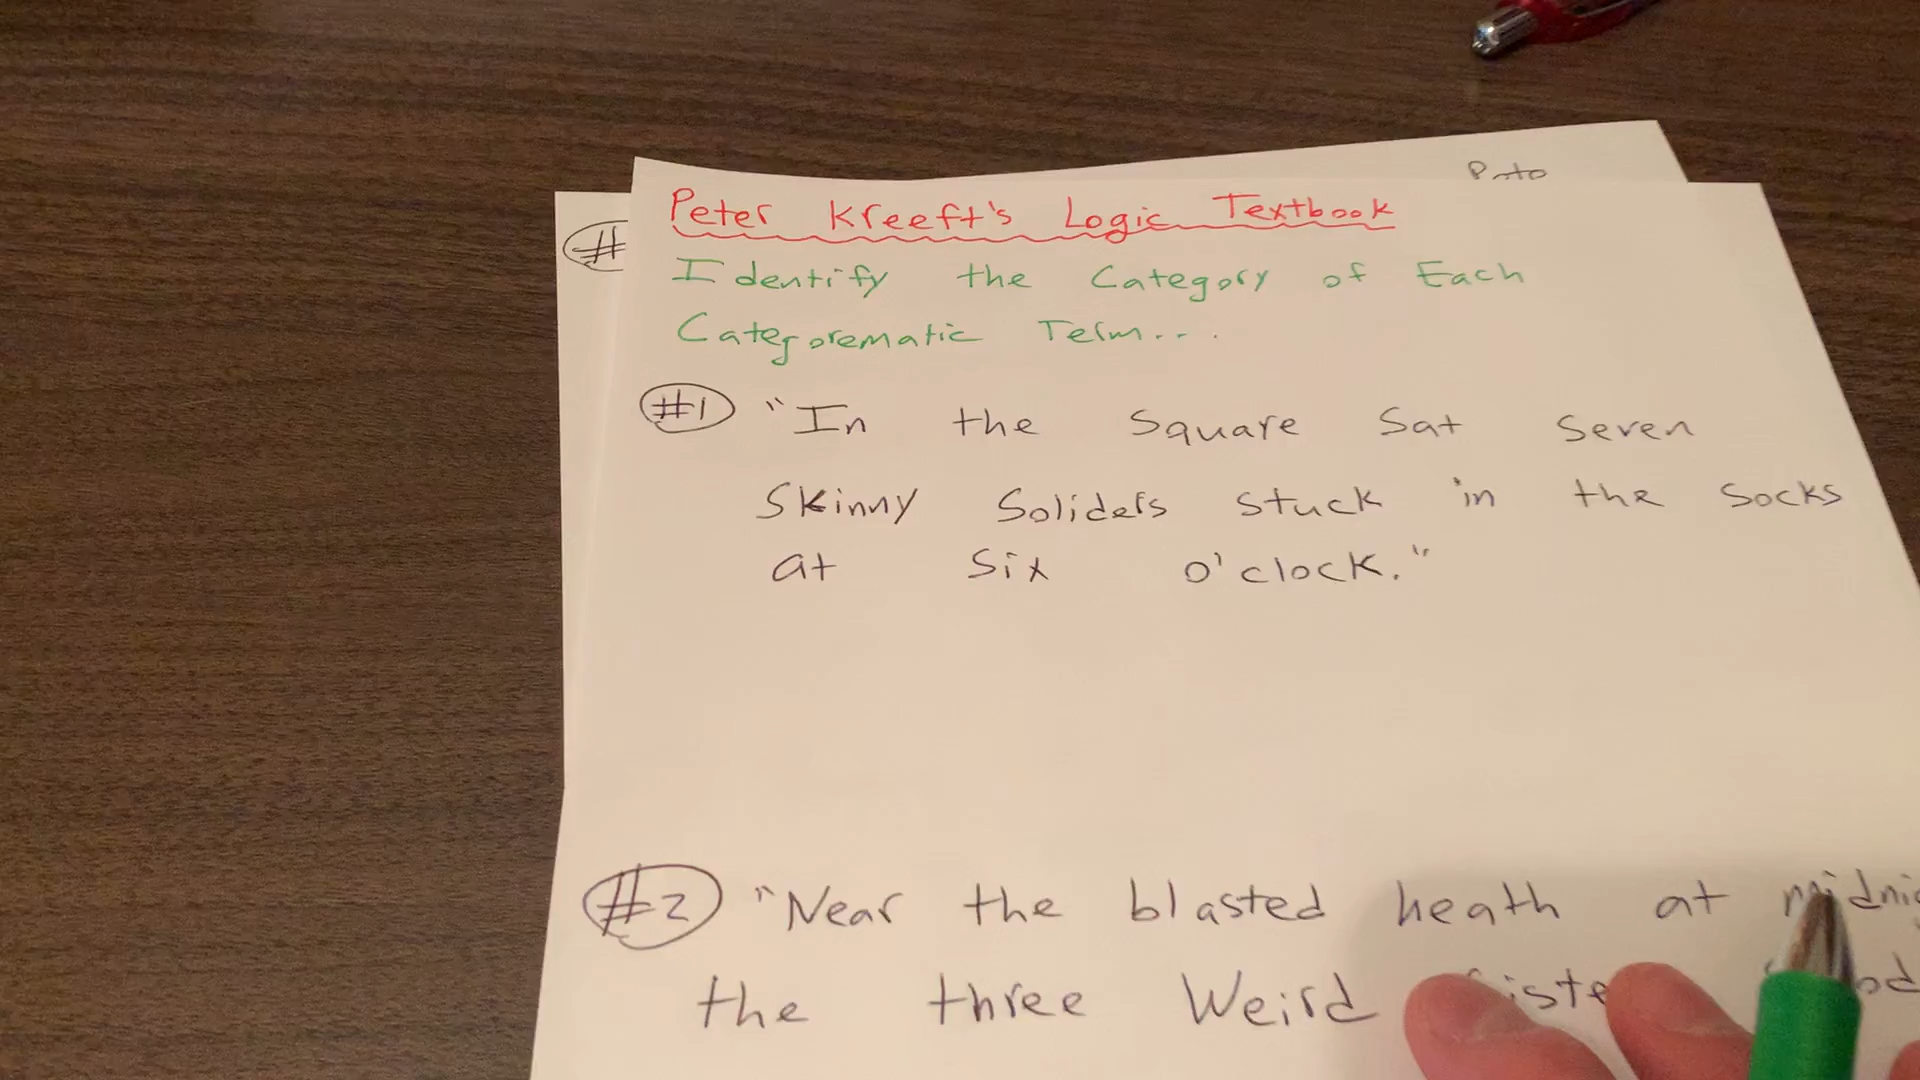 Peter Kreeft's Logic Textbook
Identify the Category of Each
Categorematic Term...
#1 "In the Square Sat Seven
Skinny Soliders stuck in the Socks
at Six o'clock."
#2 "Near the blasted heath at
the three Weird
#